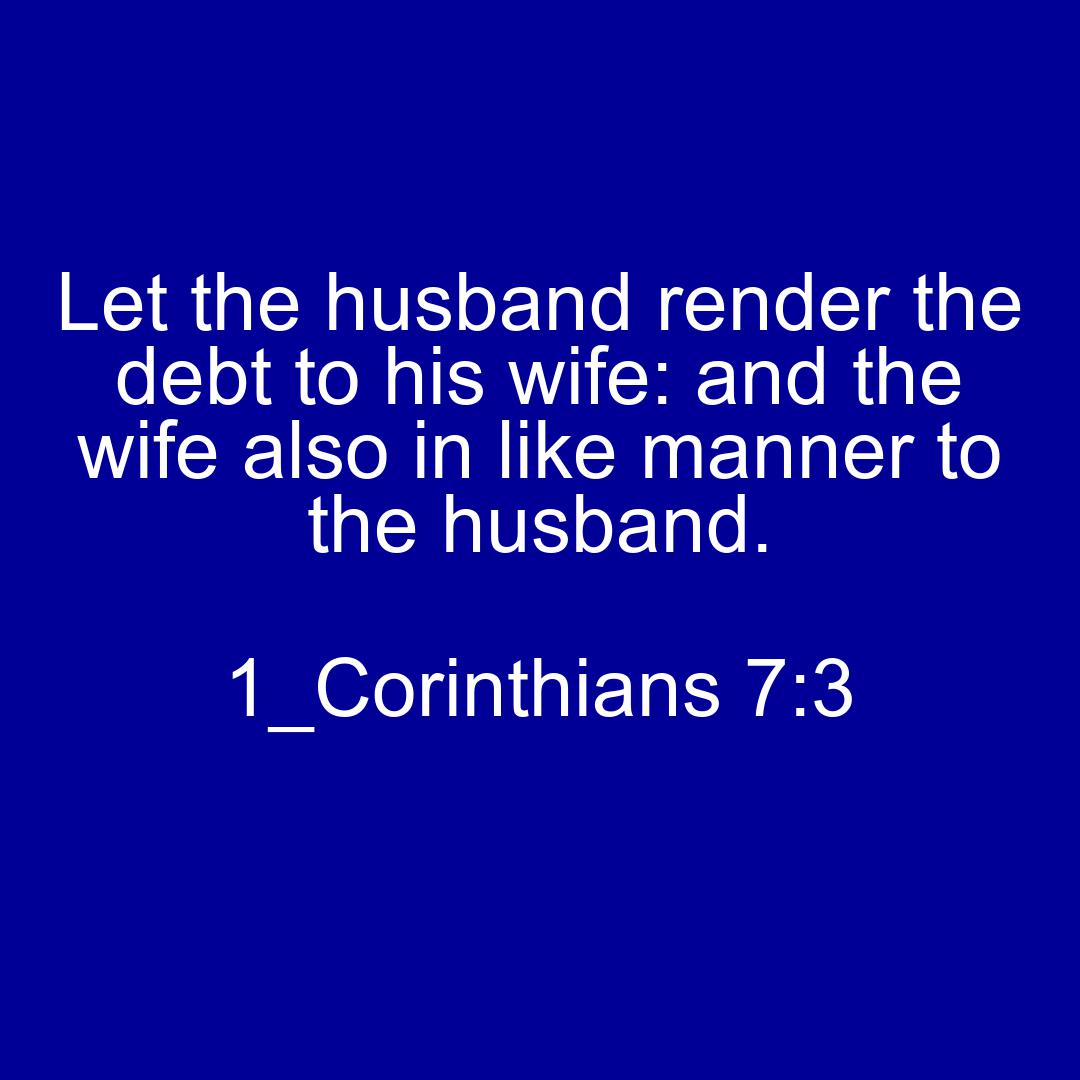 Let the husband render the
debt to his wife: and the
wife also in like manner to
the husband.
1_Corinthians 7:3